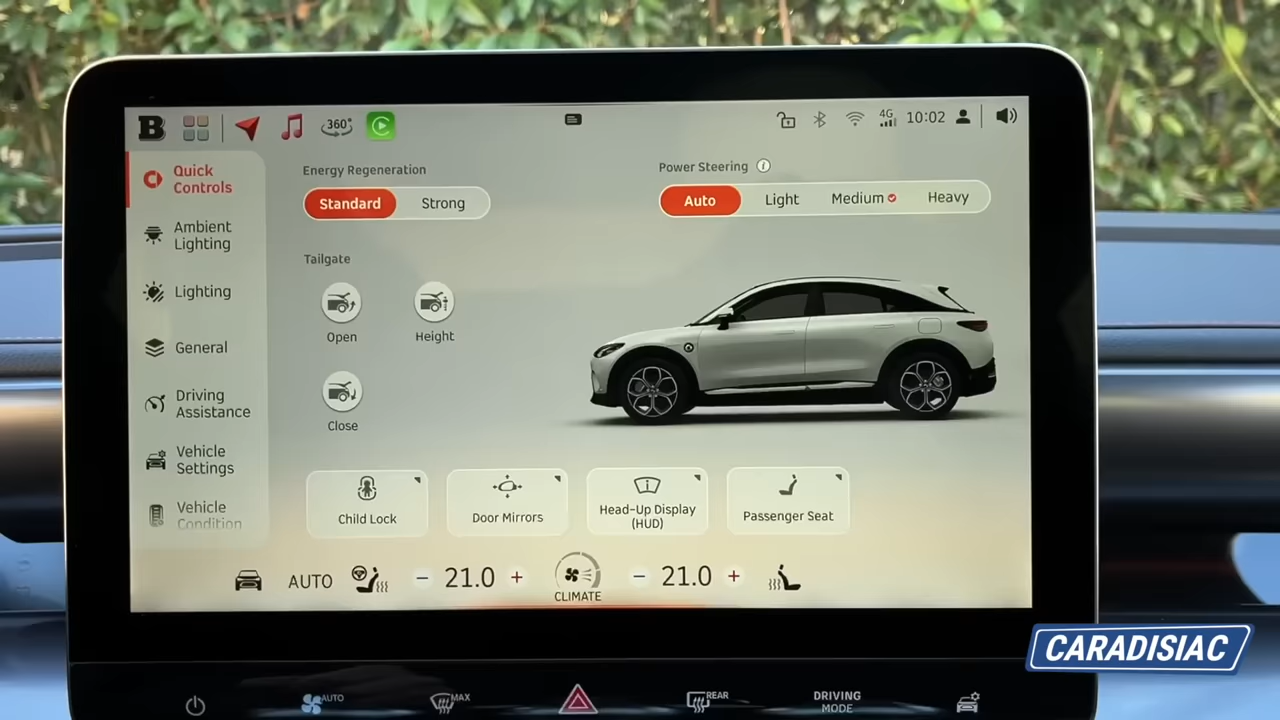 B
360°
4G
10:02
Quick
Controls
Ambient
Lighting
Lighting
General
Driving
Assistance
Vehicle
Settings
Vehicle
Condition
Energy Regeneration
Standard
Strong
Power Steering
i
Auto
Light
Medium
Heavy
Tailgate
Open
Height
Close
Child Lock
Door Mirrors
Head-Up Display
(HUD)
Passenger Seat
AUTO
− 21.0 +
CLIMATE
− 21.0 +
CARADISIAC
AUTO
MAX
REAR
DRIVING
MODE